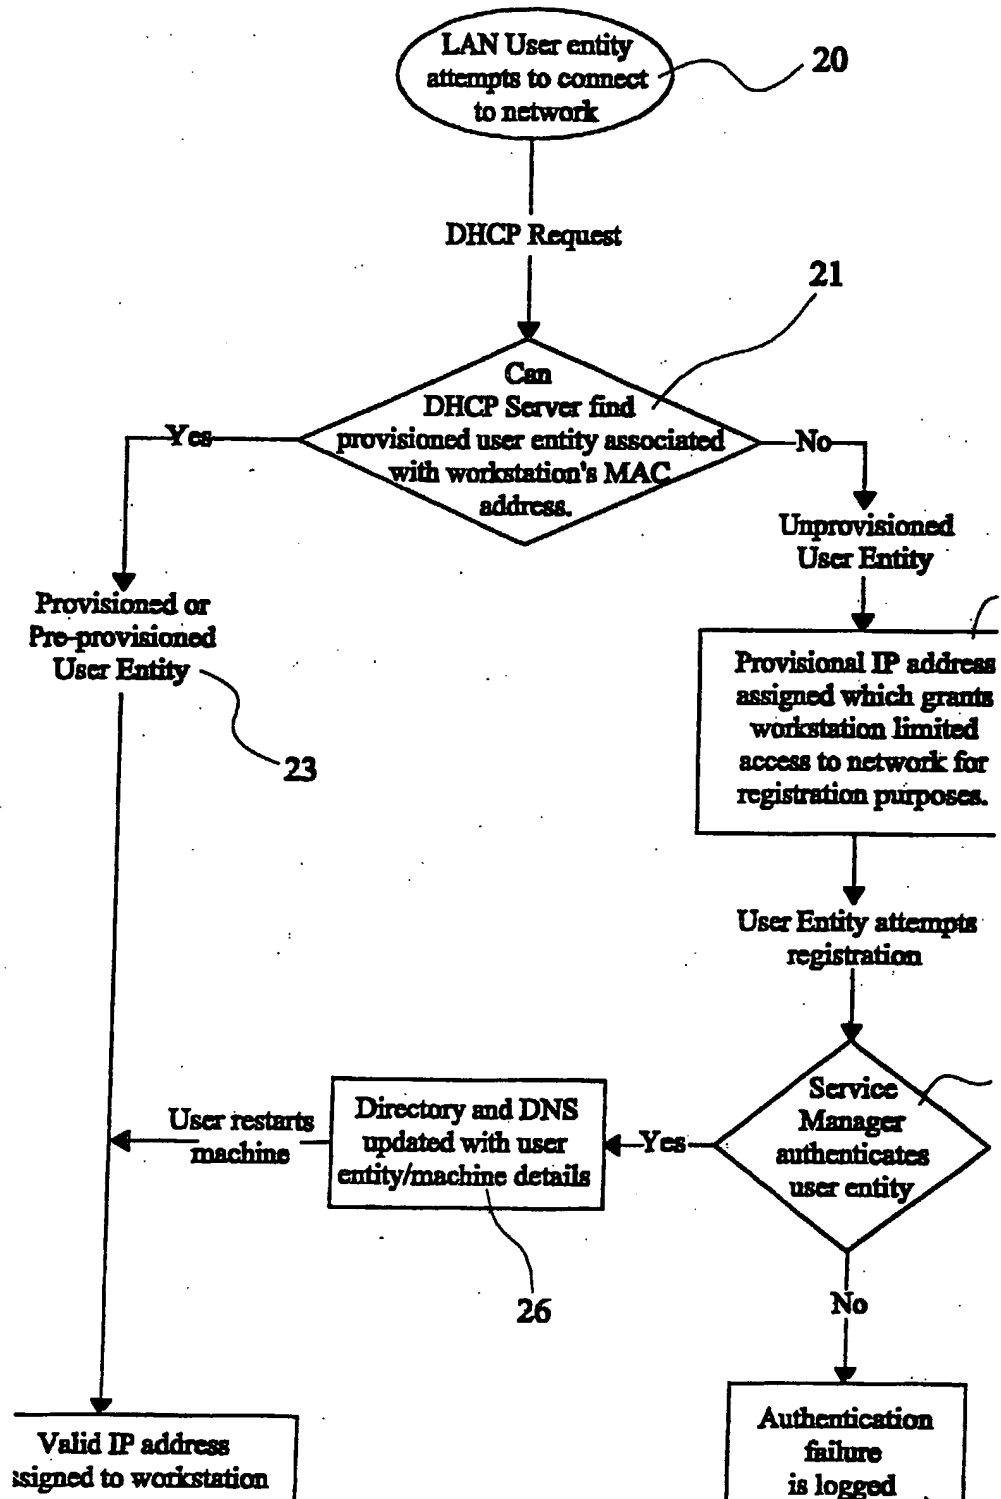 LAN User entity
attempts to connect
to network
20
DHCP Request
21
Can
DHCP Server find
provisioned user entity associated
with workstation's MAC
address.
Yes
No
Unprovisioned
User Entity
Provisioned or
Pre-provisioned
User Entity
23
Provisional IP address
assigned which grants
workstation limited
access to network for
registration purposes.
User Entity attempts
registration
Service
Manager
authenticates
user entity
Yes
Directory and DNS
updated with user
entity/machine details
User restarts
machine
26
No
Valid IP address
ssigned to workstation
Authentication
failure
is logged